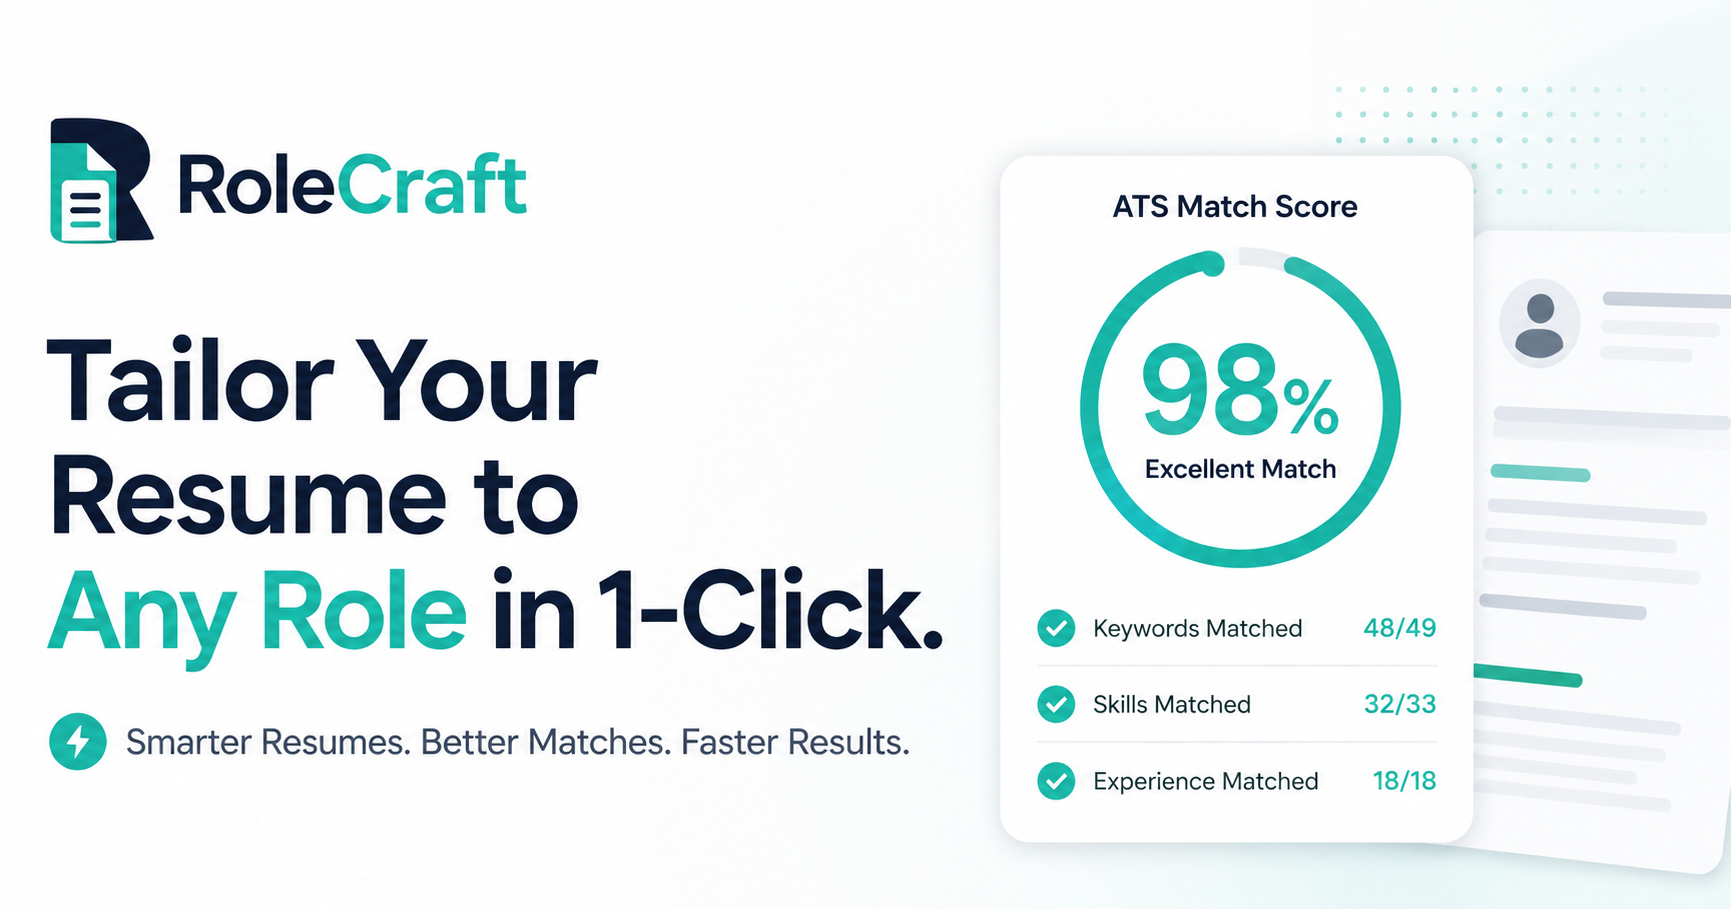 RoleCraft
Tailor Your
Resume to
Any Role in 1-Click.
Smarter Resumes. Better Matches. Faster Results.
ATS Match Score
98%
Excellent Match
Keywords Matched 48/49
Skills Matched 32/33
Experience Matched 18/18